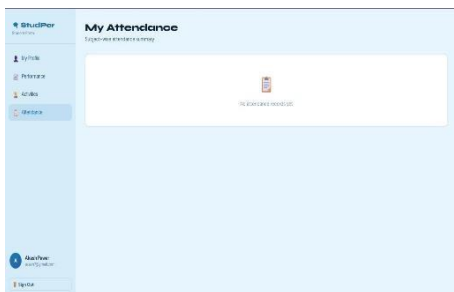 StudPer
My Profile
Performance
Activities
Attendance
My Attendance
Subject-wise attendance summary
No attendance records yet.
A
Sign Out